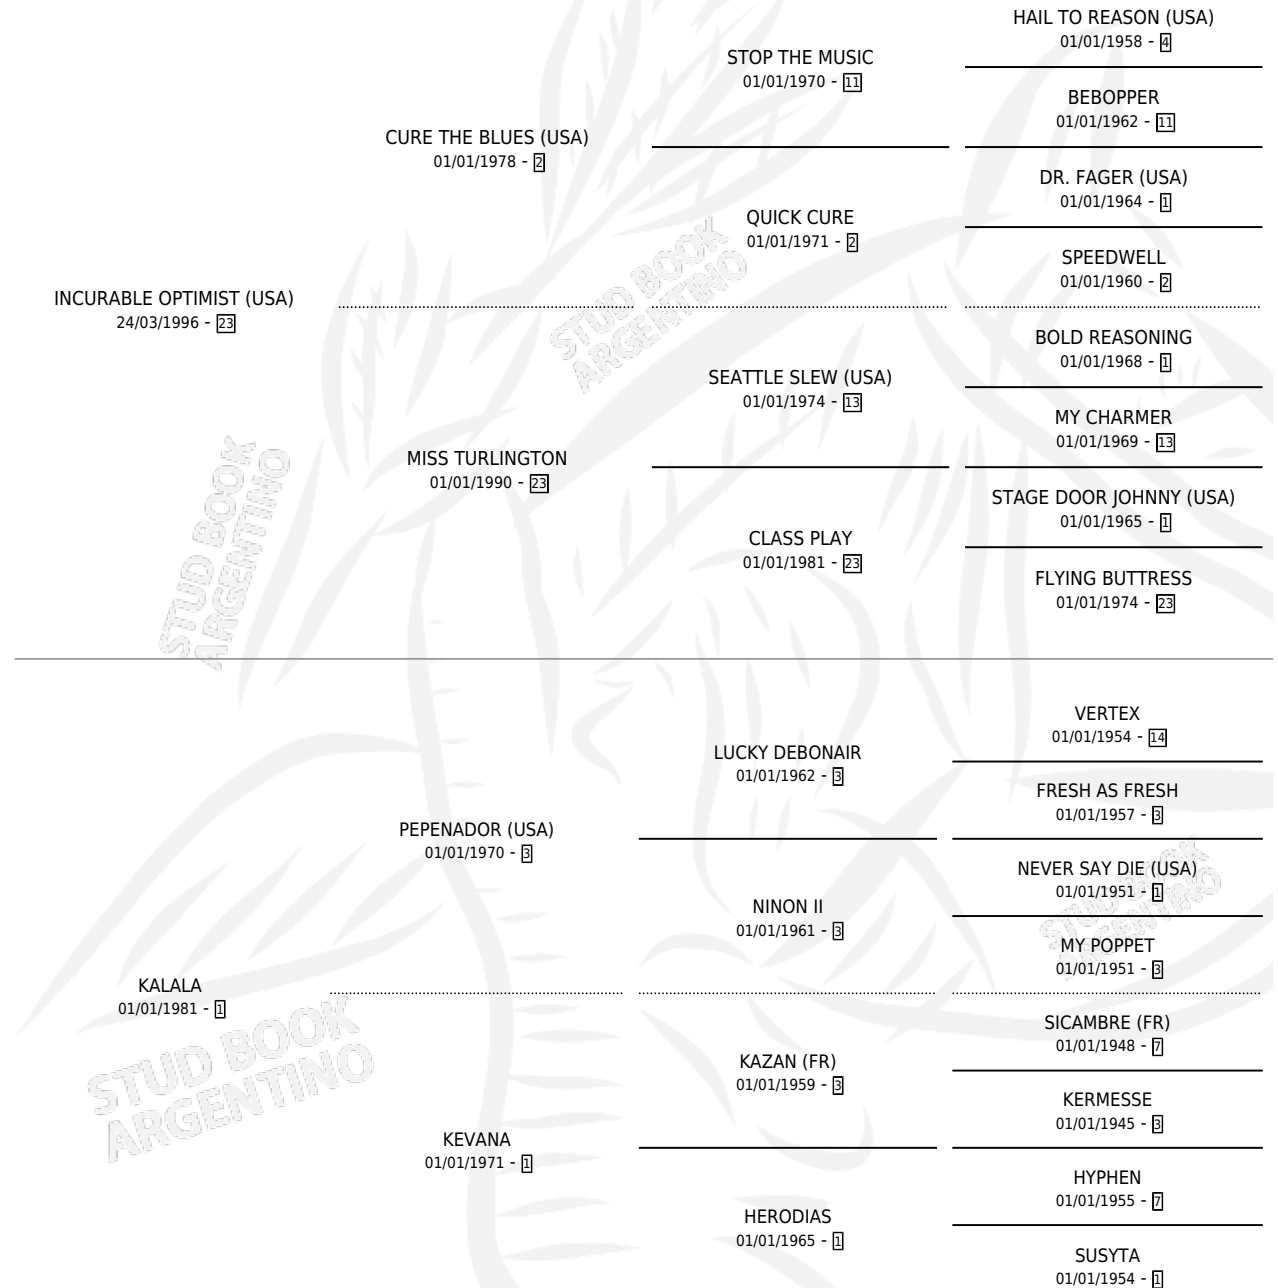 HAIL TO REASON (USA)
01/01/1958 - 4
STOP THE MUSIC
01/01/1970 - 11
BEBOPPER
01/01/1962 - 11
CURE THE BLUES (USA)
01/01/1978 - 2
DR. FAGER (USA)
01/01/1964 - 1
QUICK CURE
01/01/1971 - 2
SPEEDWELL
01/01/1960 - 2
INCURABLE OPTIMIST (USA)
24/03/1996 - 23
BOLD REASONING
01/01/1968 - 1
SEATTLE SLEW (USA)
01/01/1974 - 13
MY CHARMER
01/01/1969 - 13
MISS TURLINGTON
01/01/1990 - 23
STAGE DOOR JOHNNY (USA)
01/01/1965 - 1
CLASS PLAY
01/01/1981 - 23
FLYING BUTTRESS
01/01/1974 - 23
VERTEX
01/01/1954 - 14
LUCKY DEBONAIR
01/01/1962 - 3
FRESH AS FRESH
01/01/1957 - 3
PEPENADOR (USA)
01/01/1970 - 3
NEVER SAY DIE (USA)
01/01/1951 - 1
NINON II
01/01/1961 - 3
MY POPPET
01/01/1951 - 3
KALALA
01/01/1981 - 1
SICAMBRE (FR)
01/01/1948 - 7
KAZAN (FR)
01/01/1959 - 3
KERMESSE
01/01/1945 - 3
KEVANA
01/01/1971 - 1
HYPHEN
01/01/1955 - 7
HERODIAS
01/01/1965 - 1
SUSYTA
01/01/1954 - 1
STUD BOOK
ARGENTINO
STUD BOOK
ARGENTINO
STUD BOOK
ARGENTINO
STUD BOOK
ARGENTINO